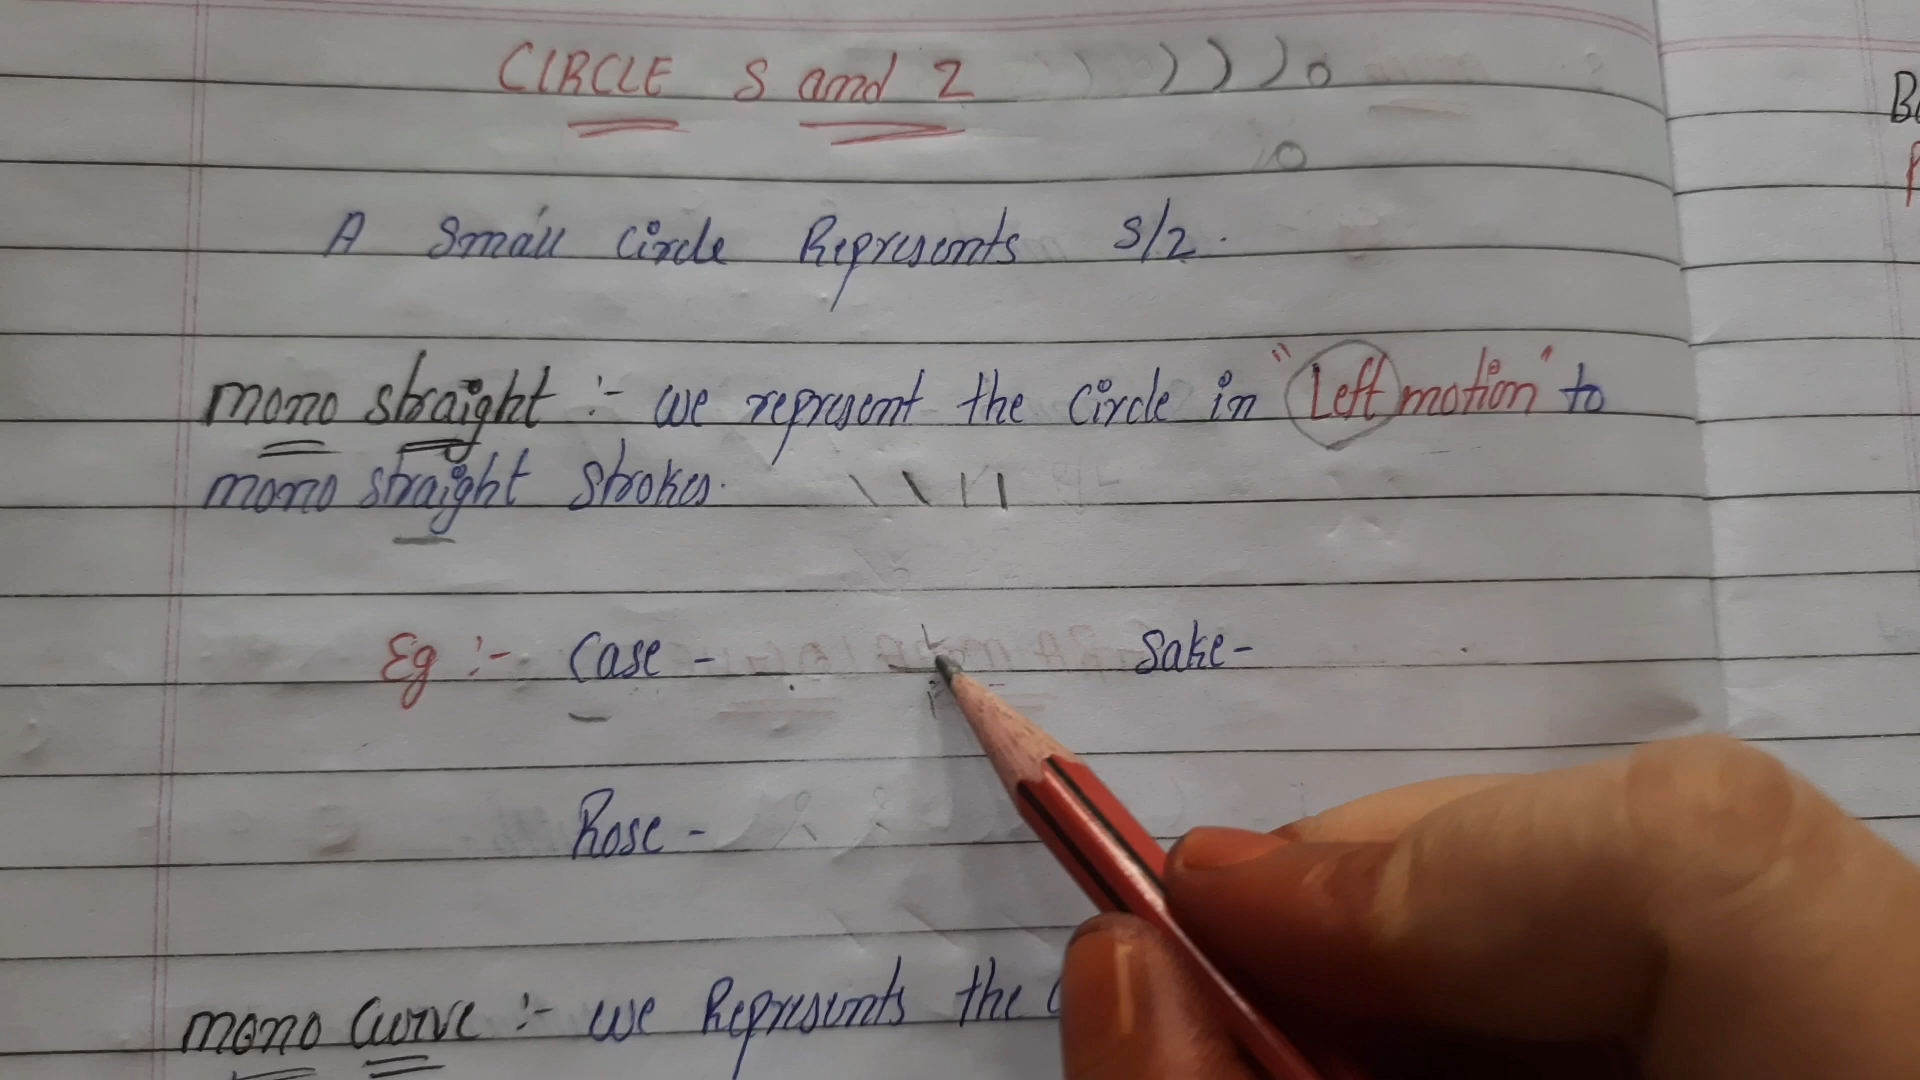 CIRCLE S and Z
A small circle Represents S/Z.
mono straight :- we represent the circle in "Left motion" to
mono straight strokes.
Eg :- Case - Sake -
Rose -
mono Curve :- we Represents the